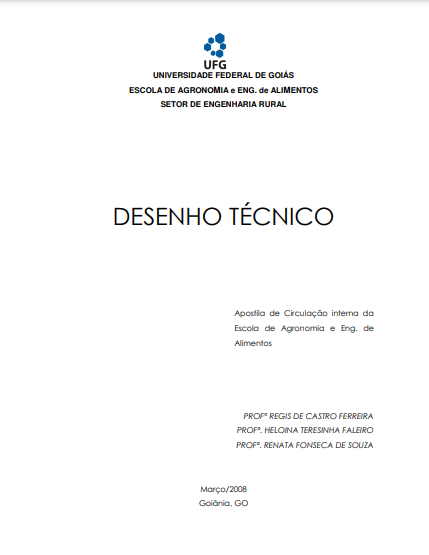 UFG
UNIVERSIDADE FEDERAL DE GOIÁS
ESCOLA DE AGRONOMIA e ENG. de ALIMENTOS
SETOR DE ENGENHARIA RURAL
DESENHO TÉCNICO
Apostila de Circulação interna da
Escola de Agronomia e Eng. de
Alimentos
PROFº REGIS DE CASTRO FERREIRA
PROFª. HELOINA TERESINHA FALEIRO
PROFª. RENATA FONSECA DE SOUZA
Março/2008
Goiânia, GO